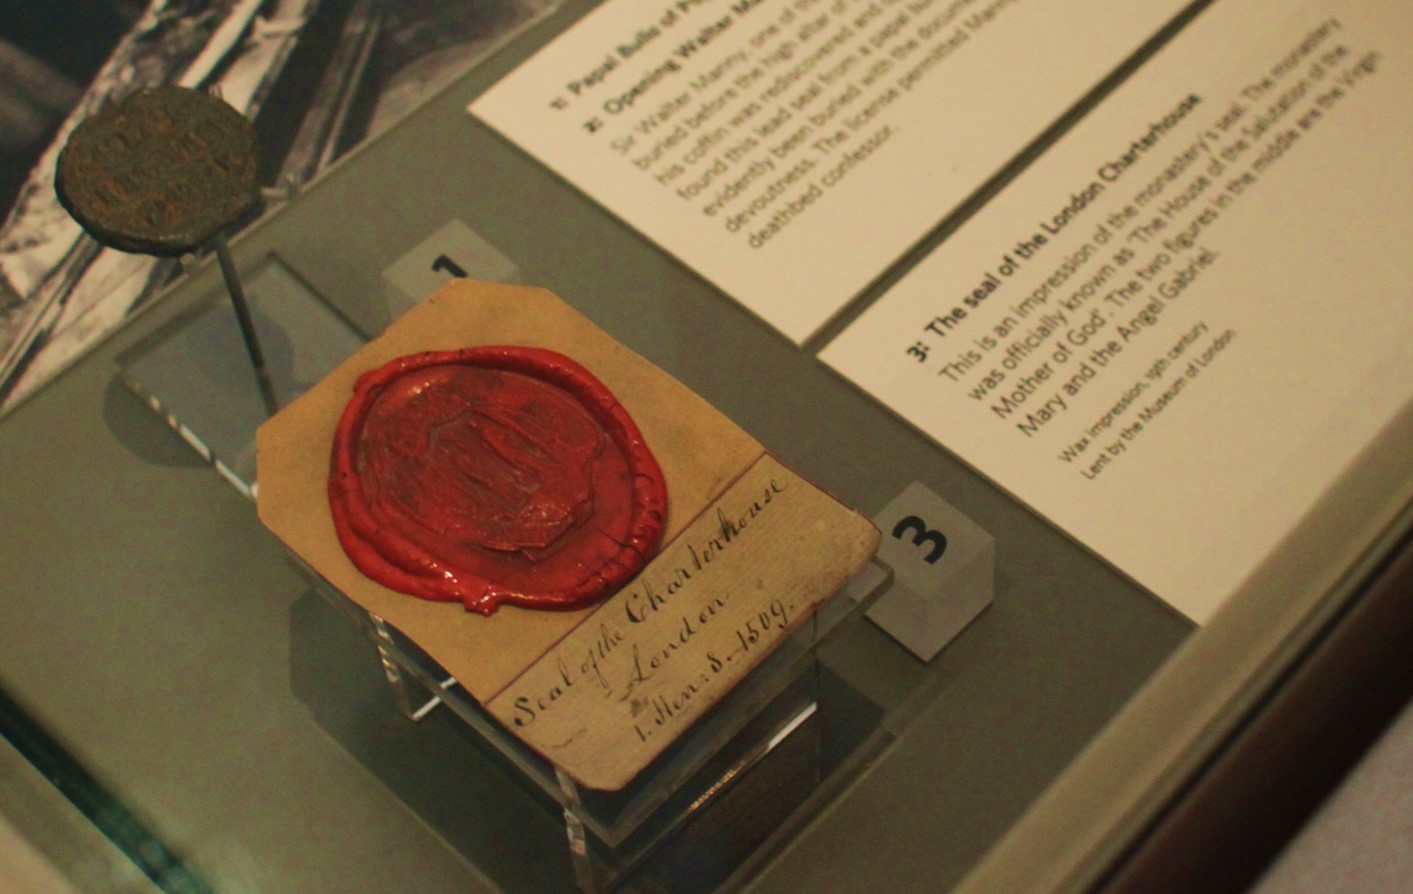 1: Papal Bulls of
2: Opening Walter
Sir Walter Manny, one of
buried before the high altar of
his coffin was rediscovered and
found this lead seal from a papal
evidently been buried with the
devoutness. The license permitted
deathbed confessor.
3: The seal of the London Charterhouse
This is an impression of the monastery's seal. The monastery
was officially known as 'The House of the Salutation of the
Mother of God'. The two figures in the middle are the Virgin
Mary and the Angel Gabriel.
Wax impression, 19th century
Lent by the Museum of London
1
3
Seal of the Charterhouse
London
1. Hen: 8. 1509.